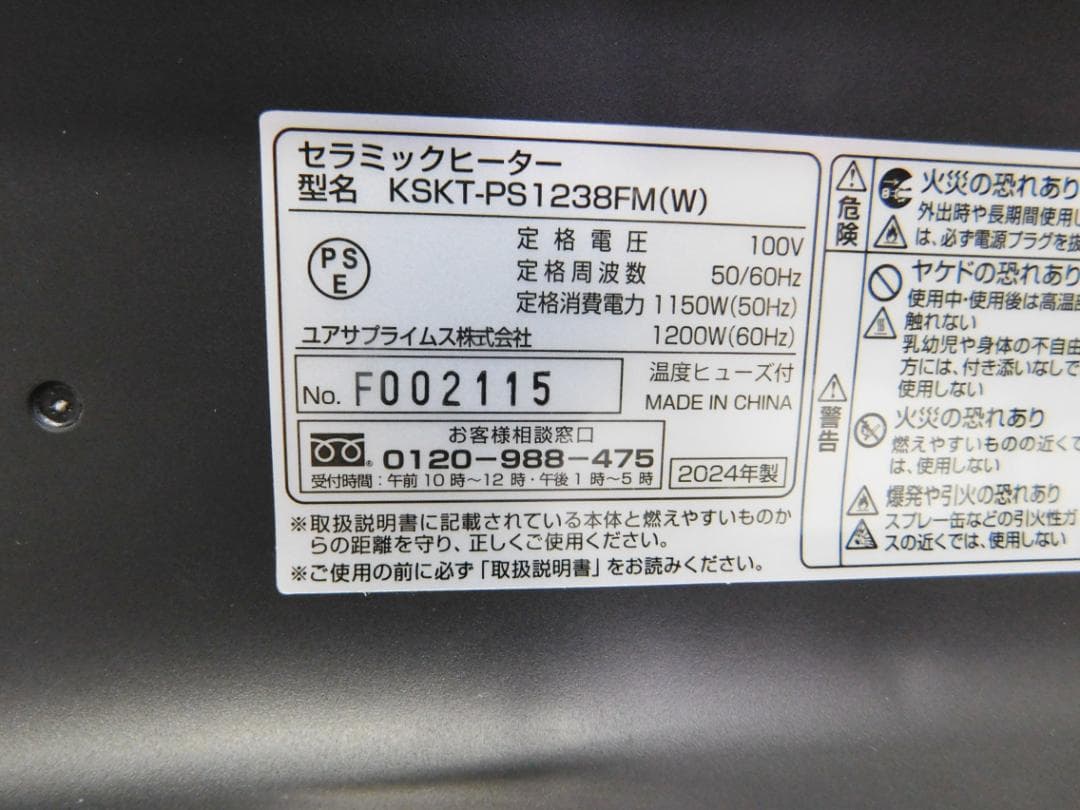 セラミックヒーター
型名 KSKT-PS1238FM(W)
PS
E
定格電圧 100V
定格周波数 50/60Hz
定格消費電力 1150W(50Hz)
1200W(60Hz)
ユアサプライムス株式会社
No. F002115
温度ヒューズ付
MADE IN CHINA
お客様相談窓口
0120-988-475
受付時間:午前10時〜12時・午後1時〜5時
2024年製
※取扱説明書に記載されている本体と燃えやすいものか
らの距離を守り、正しくご使用ください。
※ご使用の前に必ず「取扱説明書」をお読みください。
危険
火災の恐れあり
外出時や長期間使用し
は、必ず電源プラグを抜
警告
ヤケドの恐れあり
使用中・使用後は高温
触れない
乳幼児や身体の不自由
方には、付き添いなしで
使用しない
火災の恐れあり
燃えやすいものの近くで
は、使用しない
爆発や引火の恐れあり
スプレー缶などの引火性ガ
スの近くでは、使用しない